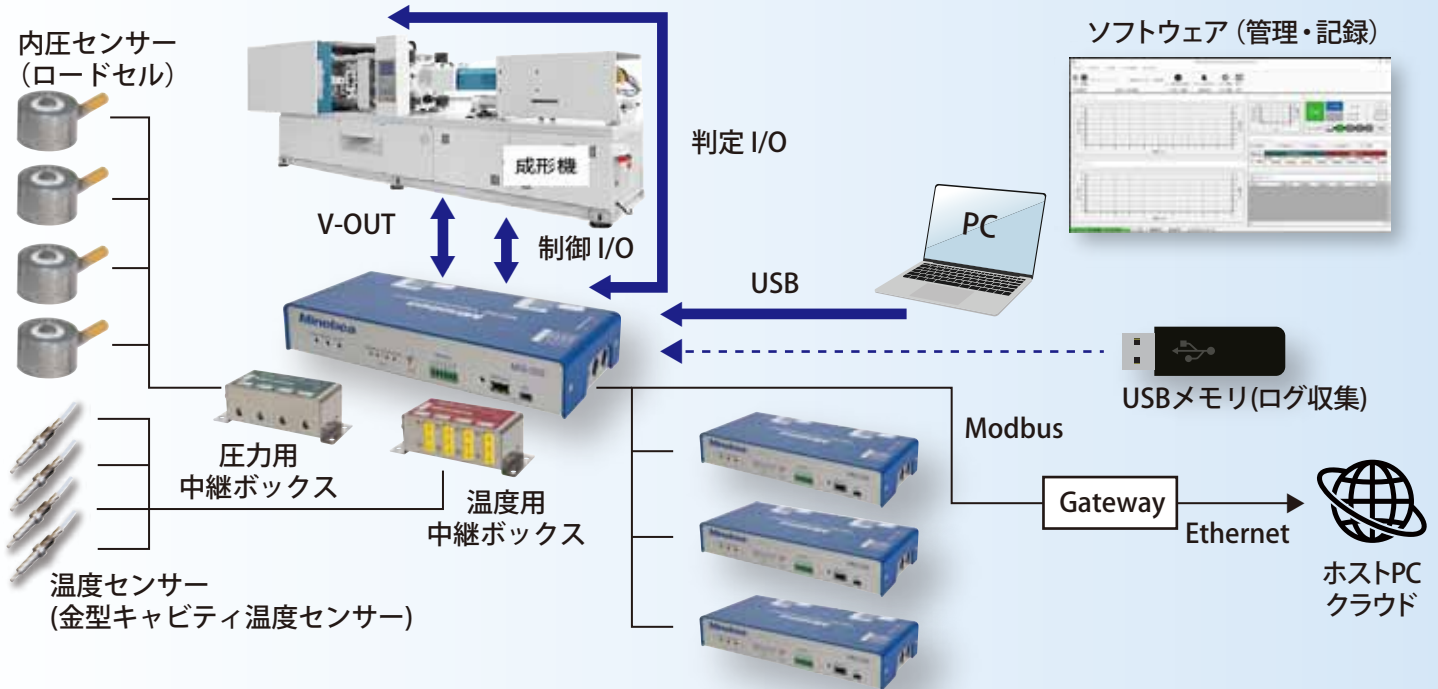 内圧センサー
(ロードセル)
成形機
判定 I/O
ソフトウェア(管理・記録)
V-OUT
制御 I/O
PC
USB
Minebea
USBメモリ(ログ収集)
圧力用
中継ボックス
温度用
中継ボックス
Modbus
Minebea
Minebea
Minebea
Gateway
Ethernet
ホストPC
クラウド
温度センサー
(金型キャビティ温度センサー)